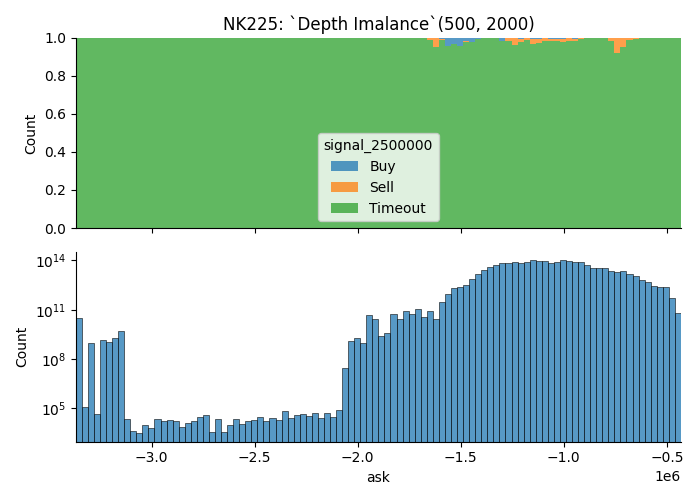 NK225: `Depth Imalance`(500, 2000)
1.0
0.8
0.6
0.4
0.2
0.0
Count
signal_2500000
Buy
Sell
Timeout
10^14
10^11
10^8
10^5
Count
−3.0 −2.5 −2.0 −1.5 −1.0 −0.5
1e6
ask